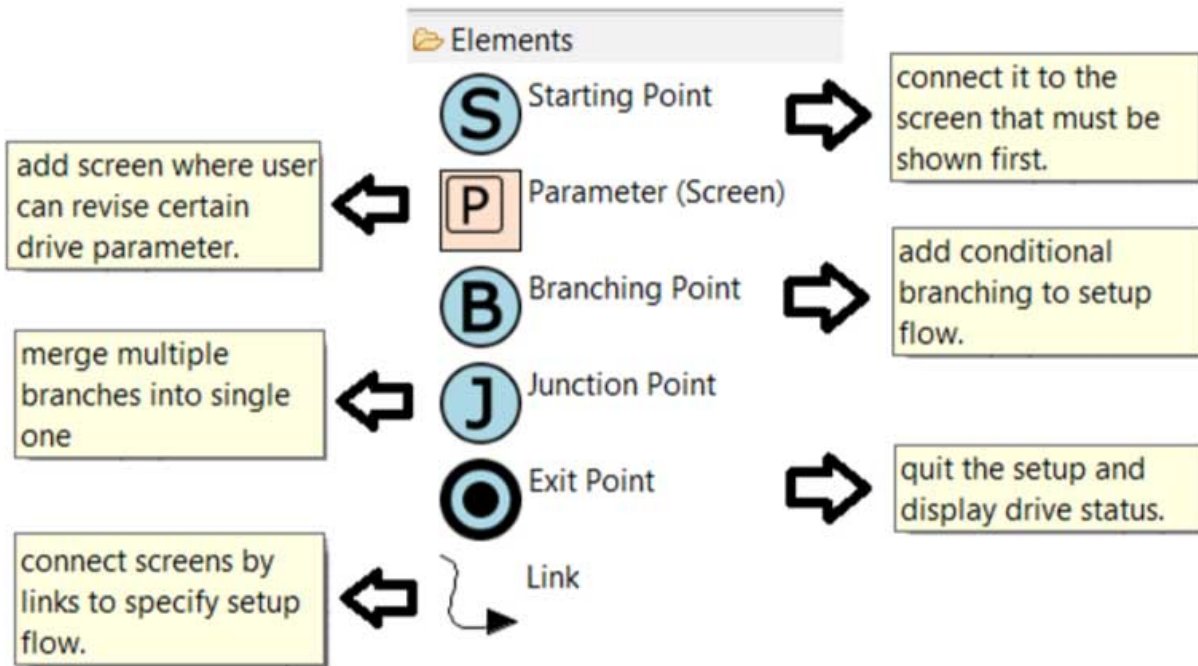 Elements
S
Starting Point
connect it to the
screen that must be
shown first.
add screen where user
can revise certain
drive parameter.
P
Parameter (Screen)
B
Branching Point
add conditional
branching to setup
flow.
merge multiple
branches into single
one
J
Junction Point
Exit Point
quit the setup and
display drive status.
connect screens by
links to specify setup
flow.
Link